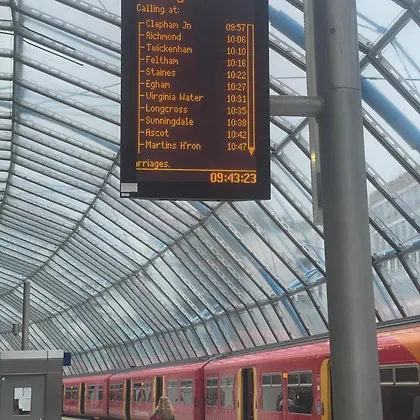 Calling at:
Clapham Jn 09:57
Richmond 10:06
Twickenham 10:10
Feltham 10:16
Staines 10:22
Egham 10:27
Virginia Water 10:31
Longcross 10:35
Sunningdale 10:38
Ascot 10:42
Martins H'ron 10:47
rriages.
09:43:23